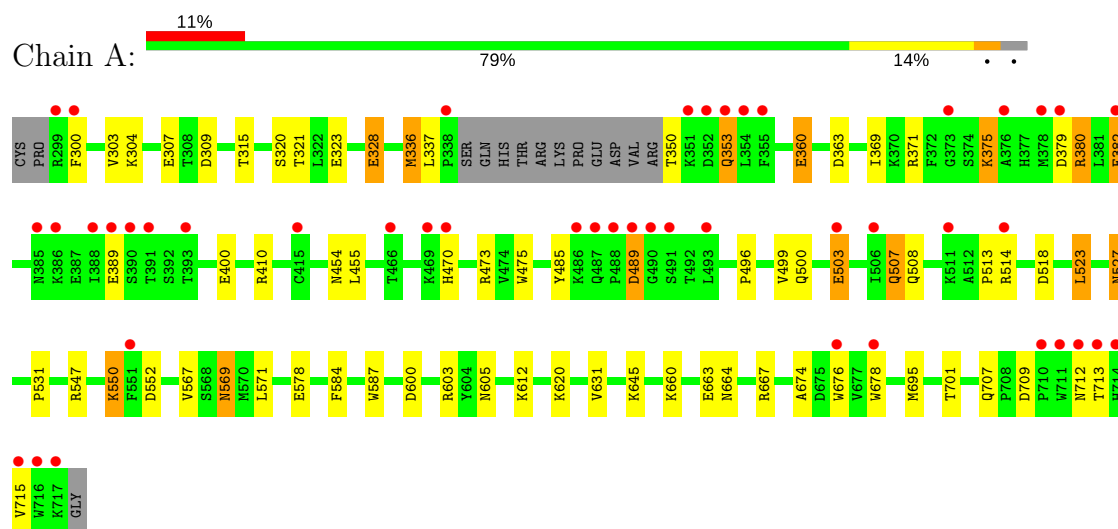 11%
Chain A:
79% 14% • •
CYS PRO R299 F300 V303 K304 E307 T308 D309 T315 S320 T321 L322 E323 E328 M336 L337 P338 SER GLN HIS THR ARG LYS PRO GLU ASP VAL ARG T350 K351 D352 Q353 L354 F355 E360 D363 I369 K370 R371 F372 G373 S374 K375 A376 H377 M378 D379 R380 L381
N385 K386 E387 I388 E389 S390 T391 S392 T393 E400 R410 C415 N454 L455 T466 K469 H470 R473 V474 W475 Y485 K486 Q487 P488 D489 G490 S491 T492 L493 P496 V499 Q500 E503 I506 Q507 Q508 K511 A512 P513 R514 D518 L523 N527
P531 R547 K550 F551 D552 V567 S568 N569 M570 L571 E578 F584 W587 D600 R603 Y604 N605 K612 K620 V631 K645 K660 E663 N664 R667 A674 D675 W676 V677 W678 M695 T701 Q707 P708 D709 P710 W711 N712 T713 H714
V715 W716 K717 GLY